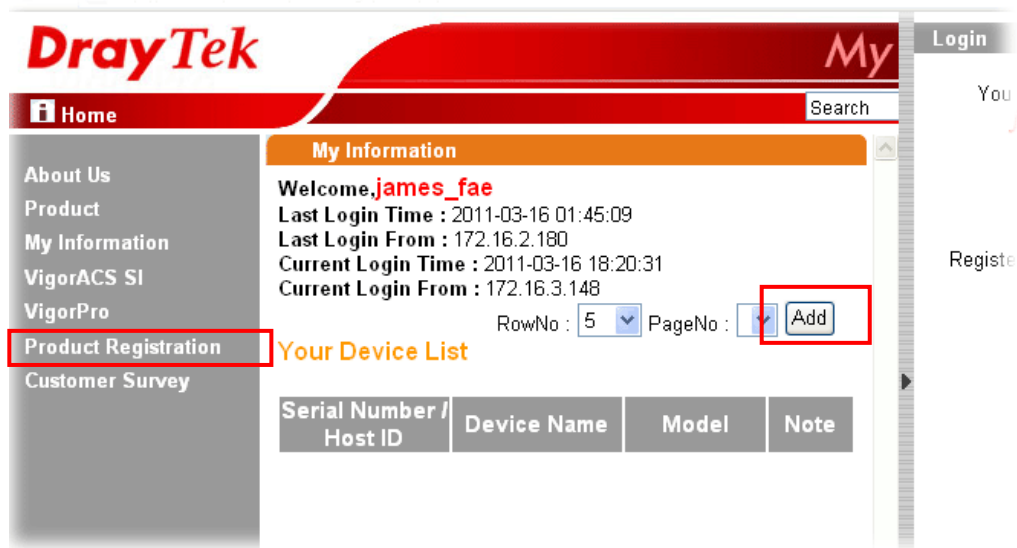 DrayTek
My
Home
Search
About Us
Product
My Information
VigorACS SI
VigorPro
Product Registration
Customer Survey
My Information
Welcome,james_fae
Last Login Time : 2011-03-16 01:45:09
Last Login From : 172.16.2.180
Current Login Time : 2011-03-16 18:20:31
Current Login From : 172.16.3.148
RowNo : 5 PageNo : Add
Your Device List
Serial Number / Host ID Device Name Model Note
Login
You
Registe